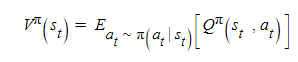 V^π(s_t) = E_{a_t ~ π(a_t | s_t)}[Q^π(s_t , a_t)]